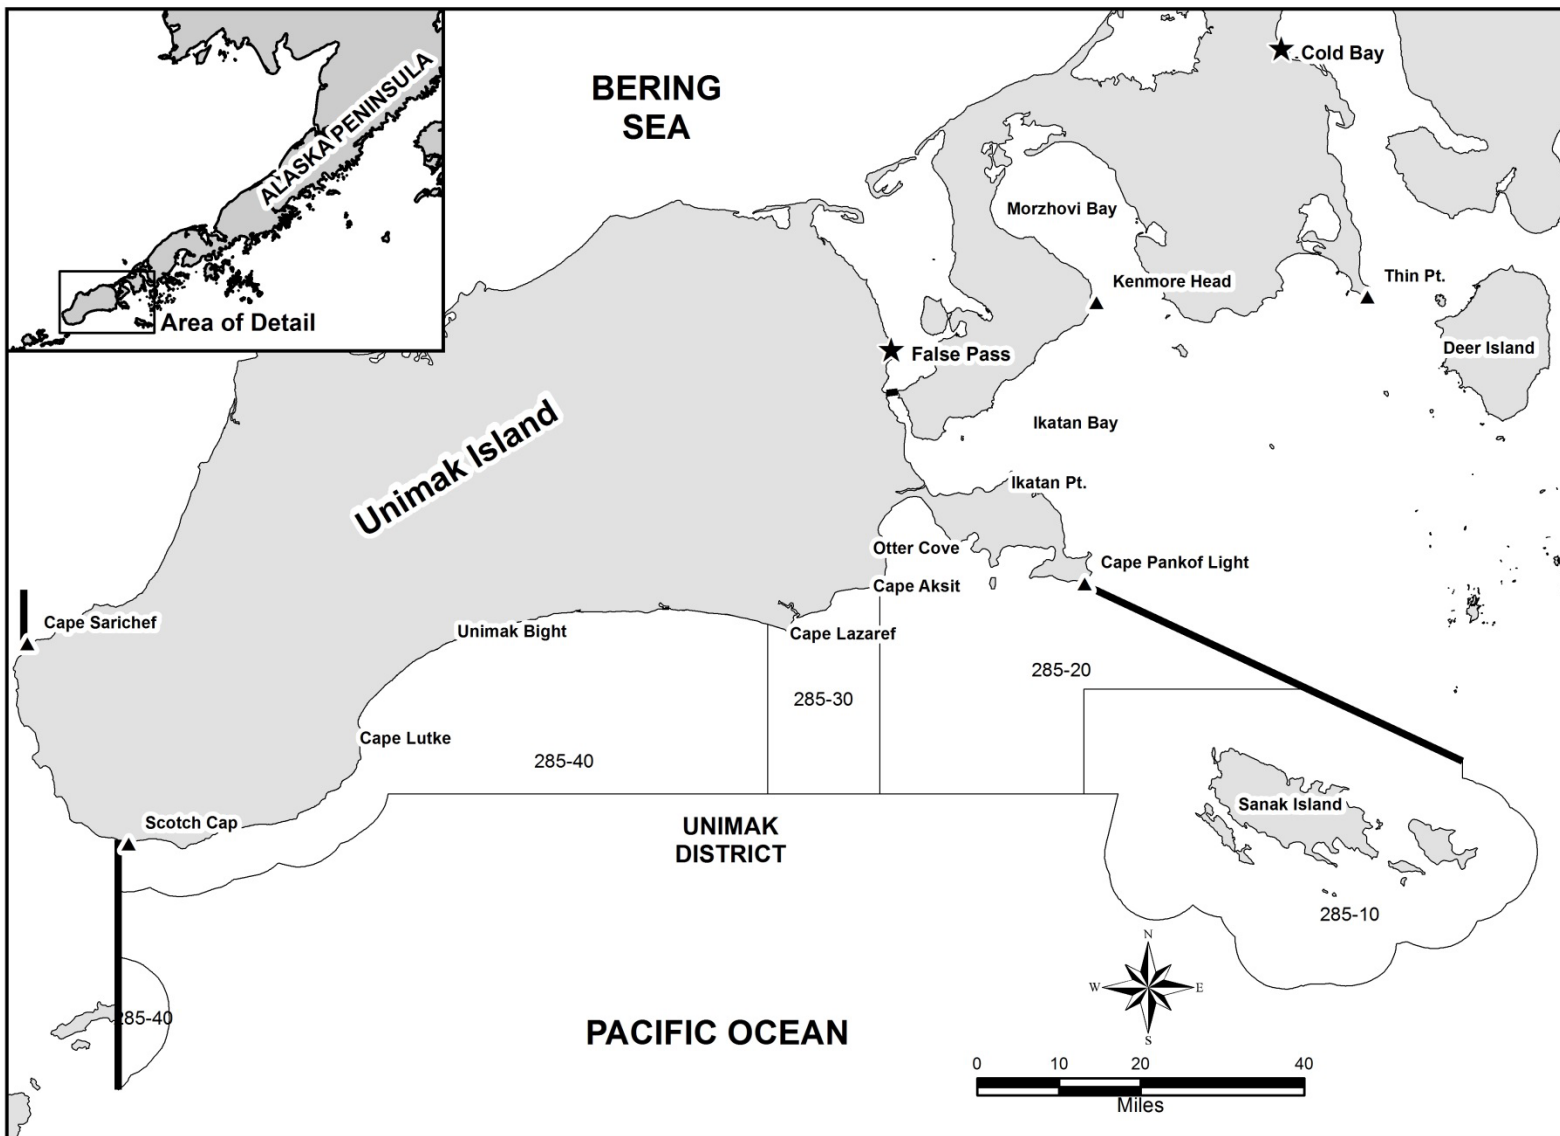 ALASKA PENINSULA
Area of Detail
BERING
SEA
Cold Bay
Morzhovi Bay
Kenmore Head
Thin Pt.
False Pass
Deer Island
Ikatan Bay
Unimak Island
Ikatan Pt.
Otter Cove
Cape Pankof Light
Cape Aksit
Cape Sarichef
Unimak Bight
Cape Lazaref
285-20
285-30
Cape Lutke
285-40
Sanak Island
Scotch Cap
UNIMAK
DISTRICT
285-10
N
W
E
S
285-40
PACIFIC OCEAN
0 10 20 40
Miles